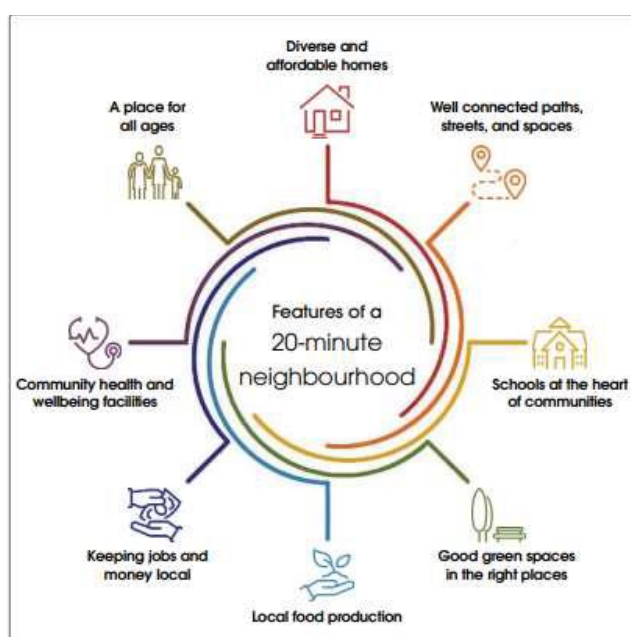 Diverse and
affordable homes
A place for
all ages
Well connected paths,
streets, and spaces
Features of a
20-minute
neighbourhood
Community health and
wellbeing facilities
Schools at the heart
of communities
Keeping jobs and
money local
Good green spaces
in the right places
Local food production